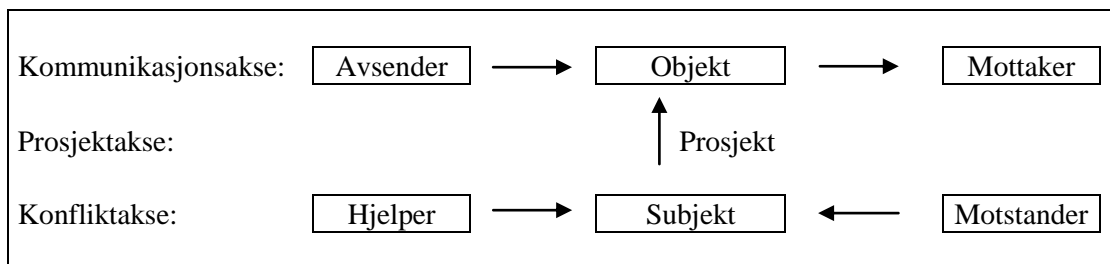 Kommunikasjonsakse: Avsender Objekt Mottaker
Prosjektakse: Prosjekt
Konfliktakse: Hjelper Subjekt Motstander